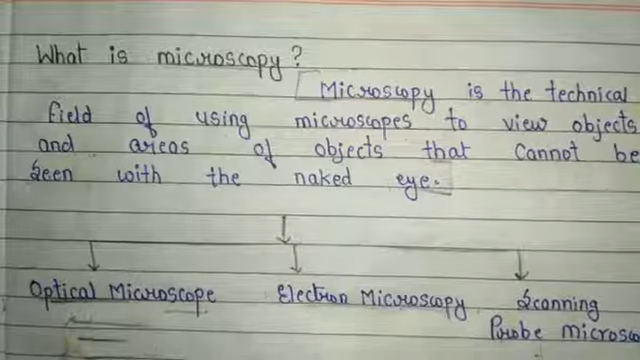 What is microscopy?
Microscopy is the technical
field of using microscopes to view objects
and areas of objects that cannot be
seen with the naked eye.
Optical Microscope Electron Microscopy Scanning
Probe microsco